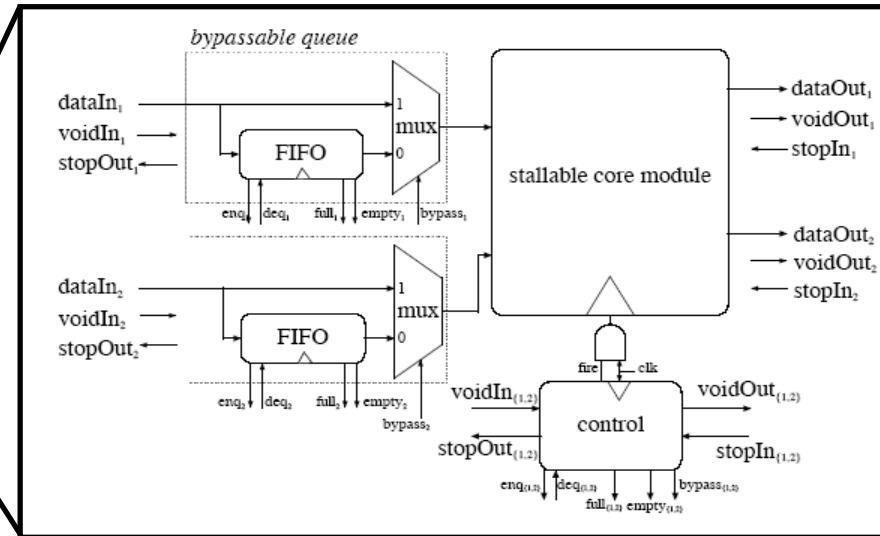 bypassable queue
dataIn₁
voidIn₁
stopOut₁
FIFO
1
mux
0
enq₁
deq₁
full₁
empty₁
bypass₁
dataIn₂
voidIn₂
stopOut₂
FIFO
1
mux
0
enq₂
deq₂
full₂
empty₂
bypass₂
stallable core module
dataOut₁
voidOut₁
stopIn₁
dataOut₂
voidOut₂
stopIn₂
fire
clk
voidIn{1,2}
voidOut{1,2}
control
stopOut{1,2}
stopIn{1,2}
enq{1,2}
deq{1,2}
full{1,2}
empty{1,2}
bypass{1,2}